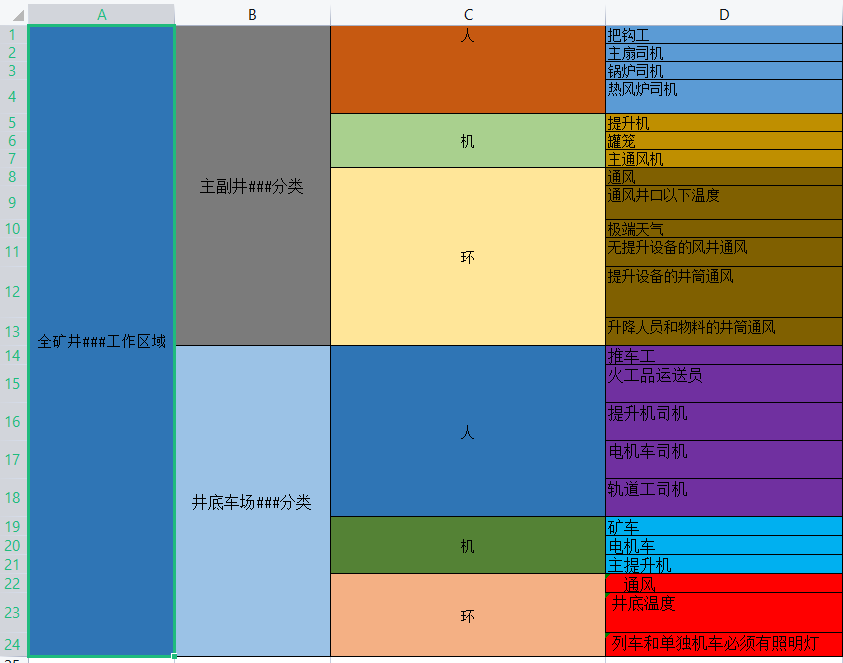 A B C D
1 人 把钩工
2 主扇司机
3 锅炉司机
4 热风炉司机
5 提升机
6 机 罐笼
7 主通风机
8 主副井###分类 通风
9 通风井口以下温度
10 极端天气
11 环 无提升设备的风井通风
12 提升设备的井筒通风
13 全矿井###工作区域 升降人员和物料的井筒通风
14 推车工
15 火工品运送员
16 人 提升机司机
17 电机车司机
18 井底车场###分类 轨道工司机
19 矿车
20 机 电机车
21 主提升机
22 通风
23 环 井底温度
24 列车和单独机车必须有照明灯
25